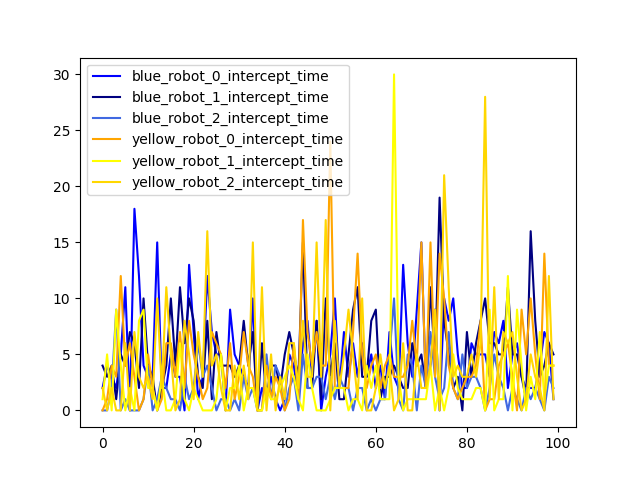 30
25
20
15
10
5
0
blue_robot_0_intercept_time
blue_robot_1_intercept_time
blue_robot_2_intercept_time
yellow_robot_0_intercept_time
yellow_robot_1_intercept_time
yellow_robot_2_intercept_time
0 20 40 60 80 100